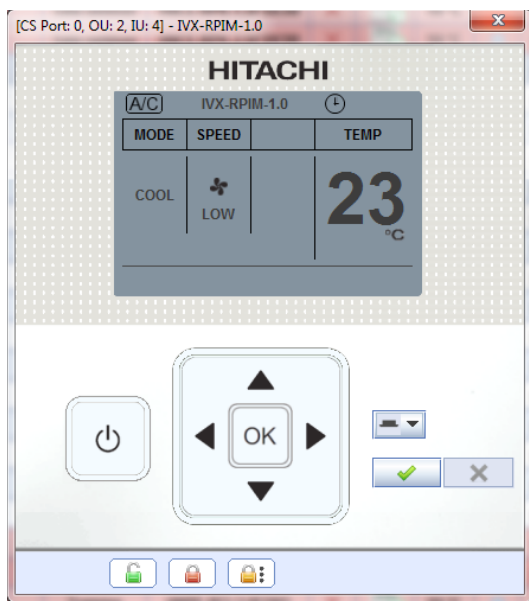 [CS Port: 0, OU: 2, IU: 4] - IVX-RPIM-1.0
HITACHI
A/C IVX-RPIM-1.0
MODE SPEED TEMP
COOL LOW 23 °C
OK